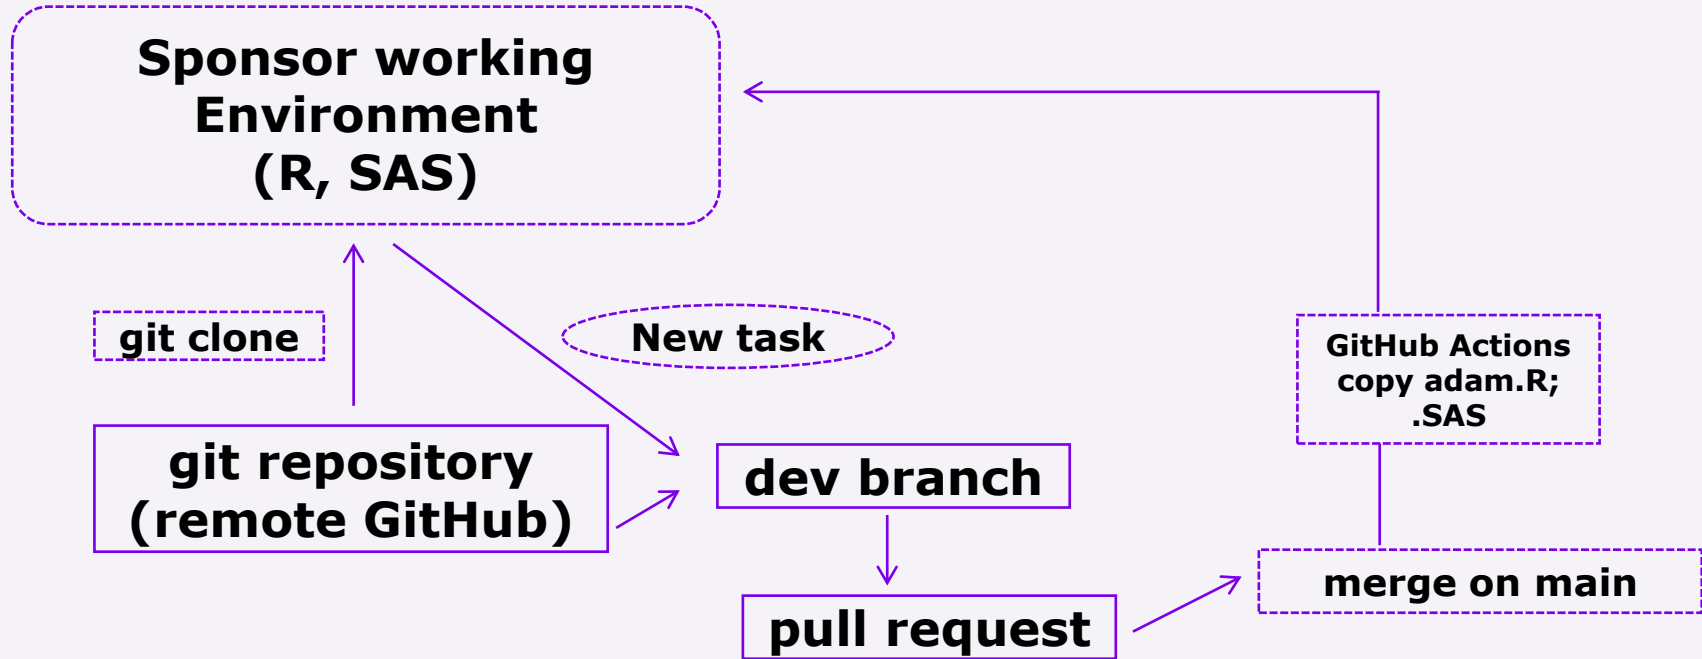 Sponsor working
Environment
(R, SAS)
git clone
New task
GitHub Actions
copy adam.R;
.SAS
git repository
(remote GitHub)
dev branch
merge on main
pull request